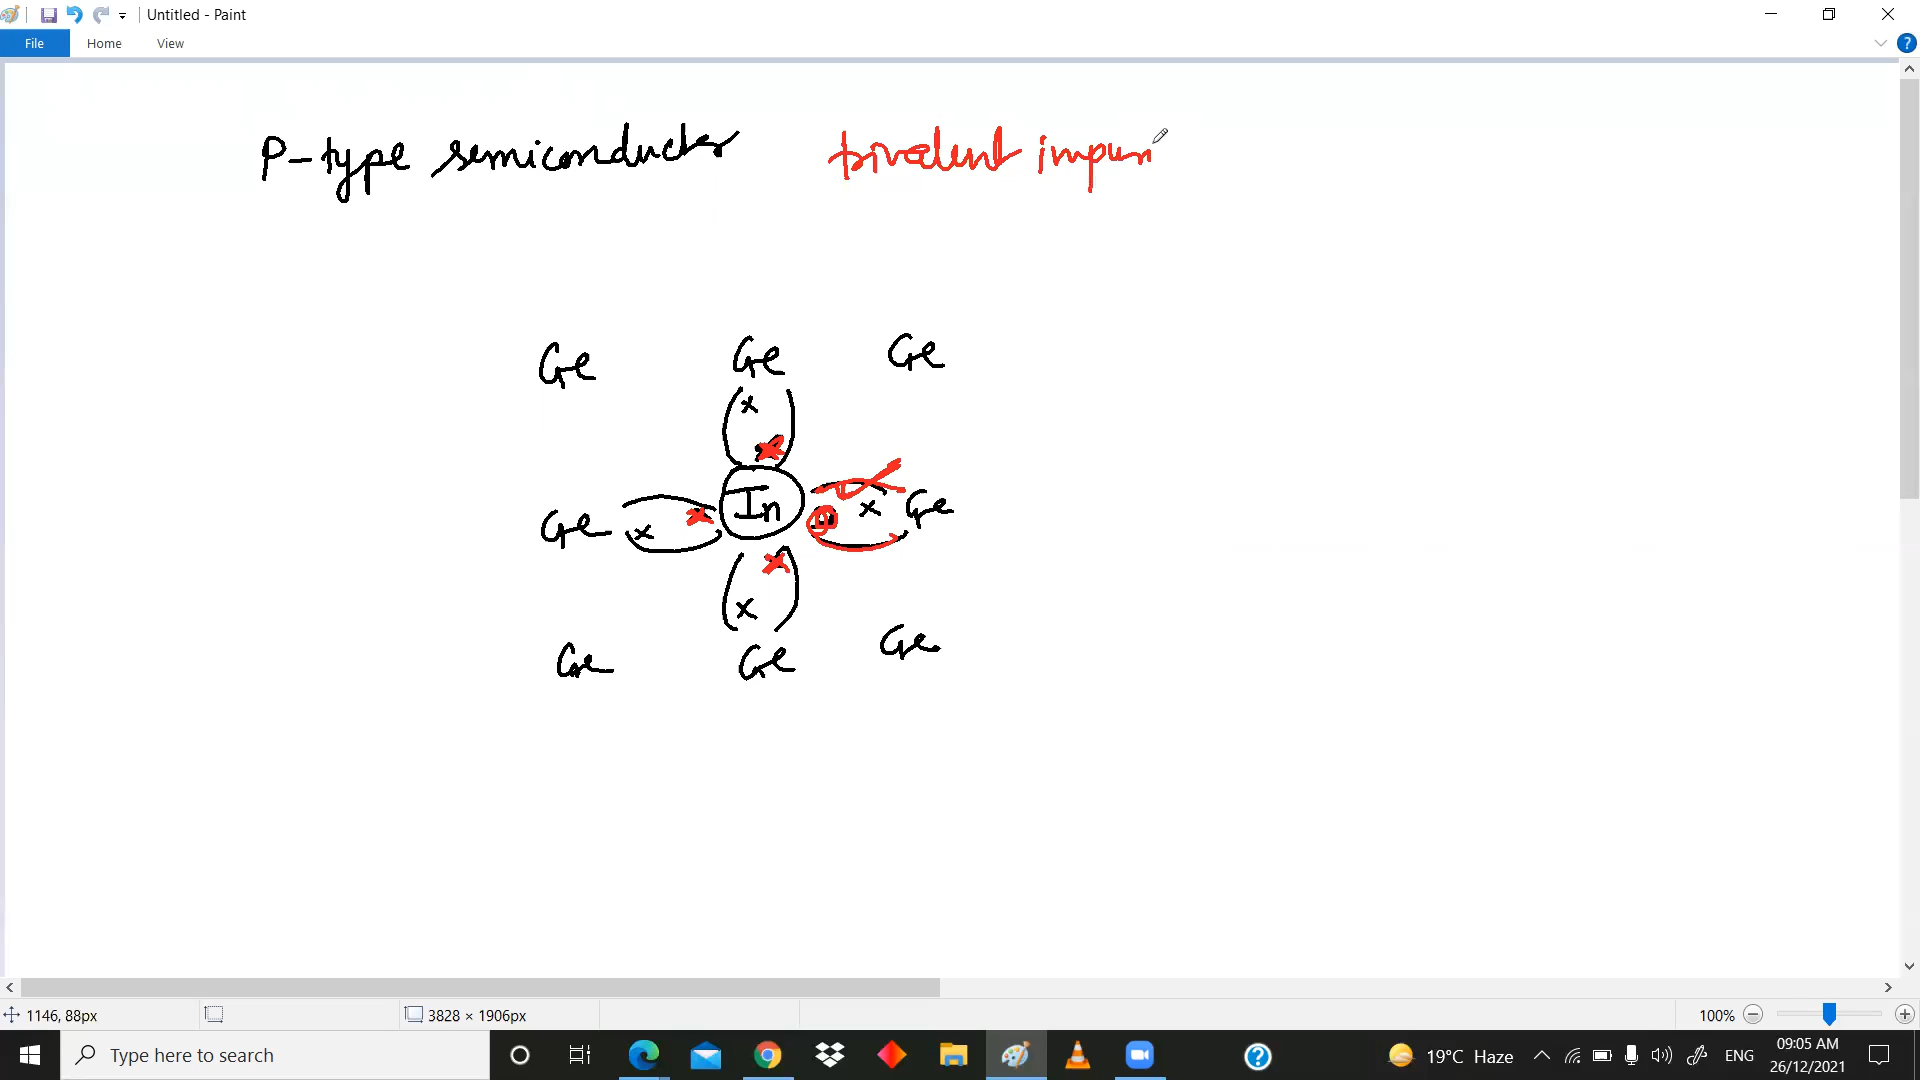 Untitled - Paint
File Home View
P-type semiconductor trivalent impuri
Ge Ge Ge
x
x
Ge x x In x Ge
x
x
Ge Ge Ge
1146, 88px 3828 × 1906px 100%
Type here to search 19°C Haze ENG 09:05 AM
26/12/2021